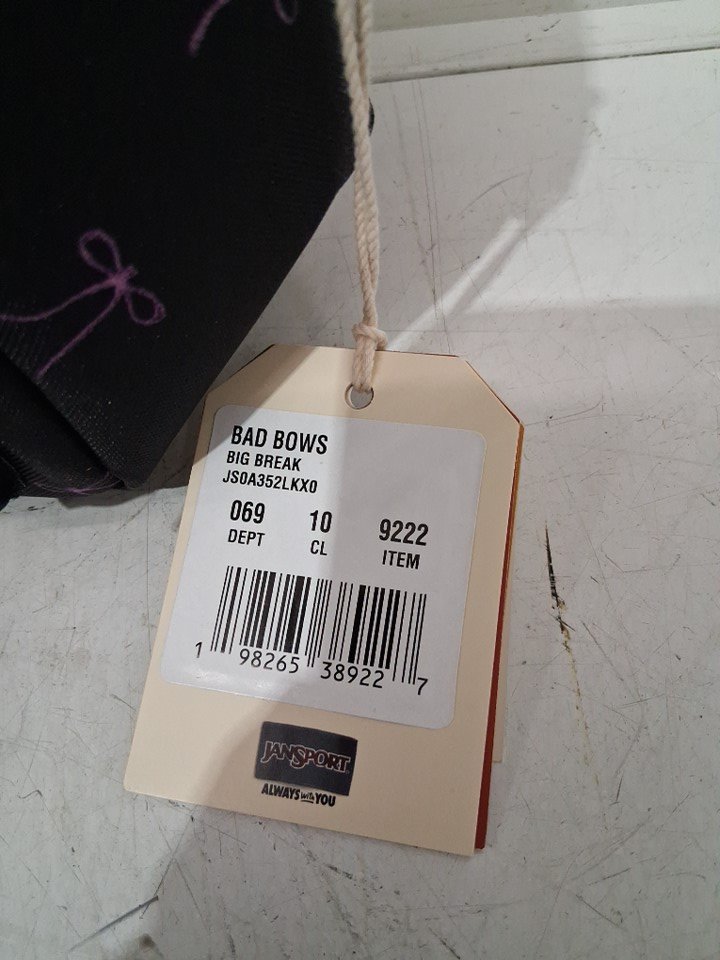 BAD BOWS
BIG BREAK
JS0A352LKX0
069 10 9222
DEPT CL ITEM
1 98265 38922 7
JANSPORT
ALWAYS with YOU